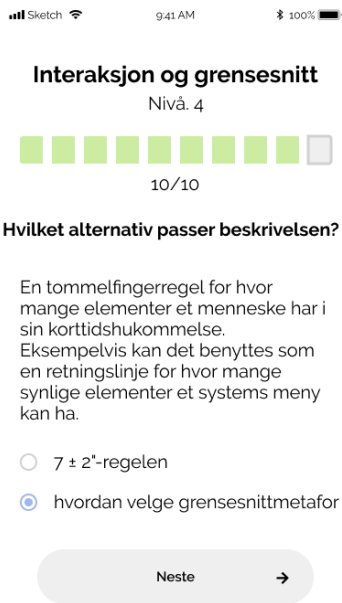 Sketch 9:41 AM 100%
Interaksjon og grensesnitt
Nivå. 4
10/10
Hvilket alternativ passer beskrivelsen?
En tommelfingerregel for hvor
mange elementer et menneske har i
sin korttidshukommelse.
Eksempelvis kan det benyttes som
en retningslinje for hvor mange
synlige elementer et systems meny
kan ha.
7 ± 2"-regelen
hvordan velge grensesnittmetafor
Neste